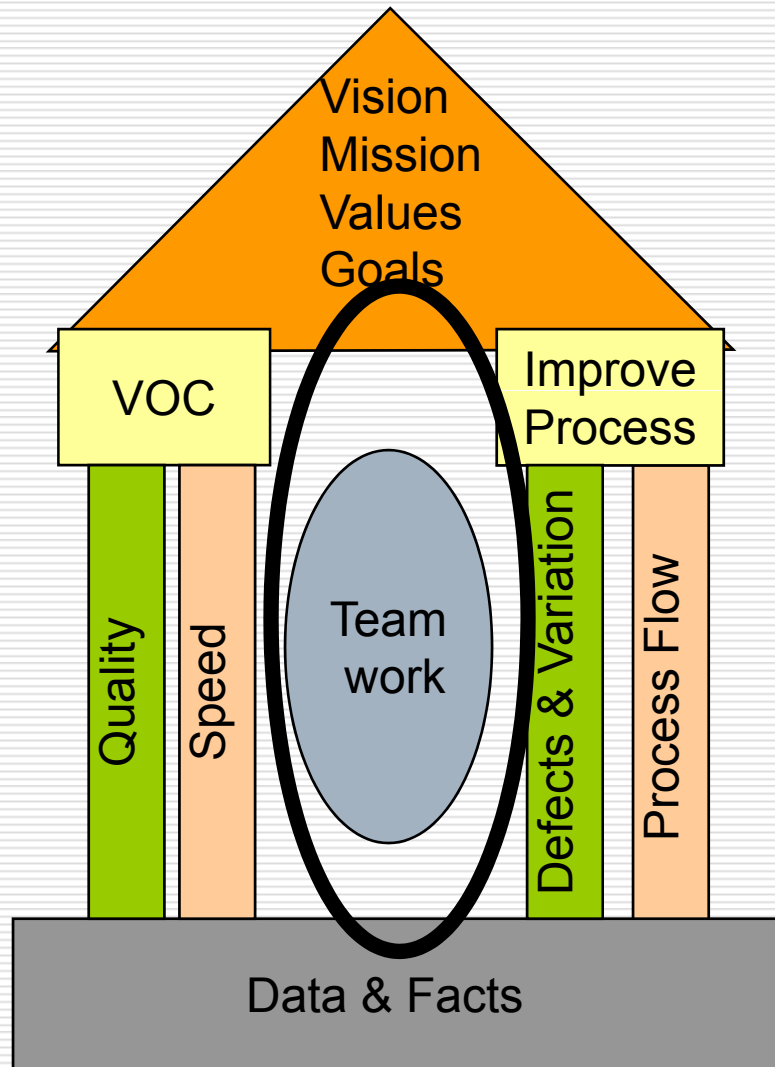 Vision
Mission
Values
Goals
VOC
Improve
Process
Quality
Speed
Team
work
Defects & Variation
Process Flow
Data & Facts